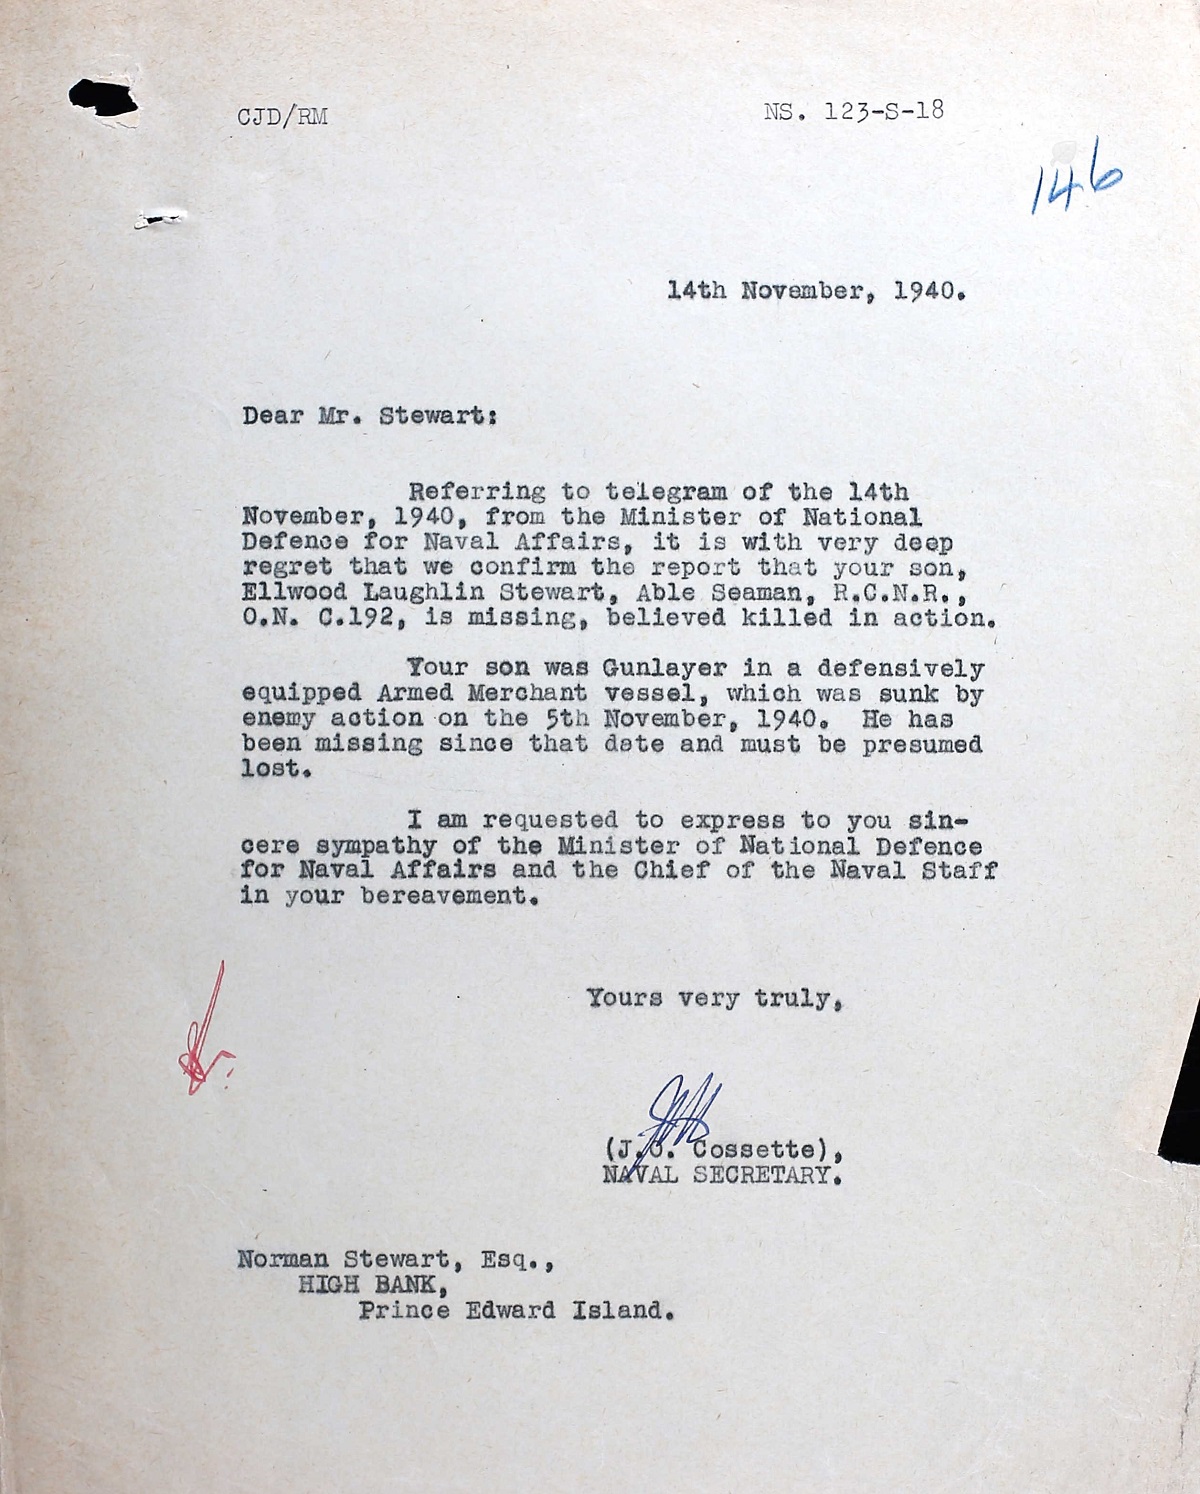 CJD/RM
NS. 123-S-18
146
14th November, 1940.
Dear Mr. Stewart:
Referring to telegram of the 14th
November, 1940, from the Minister of National
Defence for Naval Affairs, it is with very deep
regret that we confirm the report that your son,
Ellwood Laughlin Stewart, Able Seaman, R.C.N.R.,
O.N. C.192, is missing, believed killed in action.
Your son was Gunlayer in a defensively
equipped Armed Merchant vessel, which was sunk by
enemy action on the 5th November, 1940. He has
been missing since that date and must be presumed
lost.
I am requested to express to you sin-
cere sympathy of the Minister of National Defence
for Naval Affairs and the Chief of the Naval Staff
in your bereavement.
Yours very truly,
(J.O. Cossette),
NAVAL SECRETARY.
Norman Stewart, Esq.,
HIGH BANK,
Prince Edward Island.